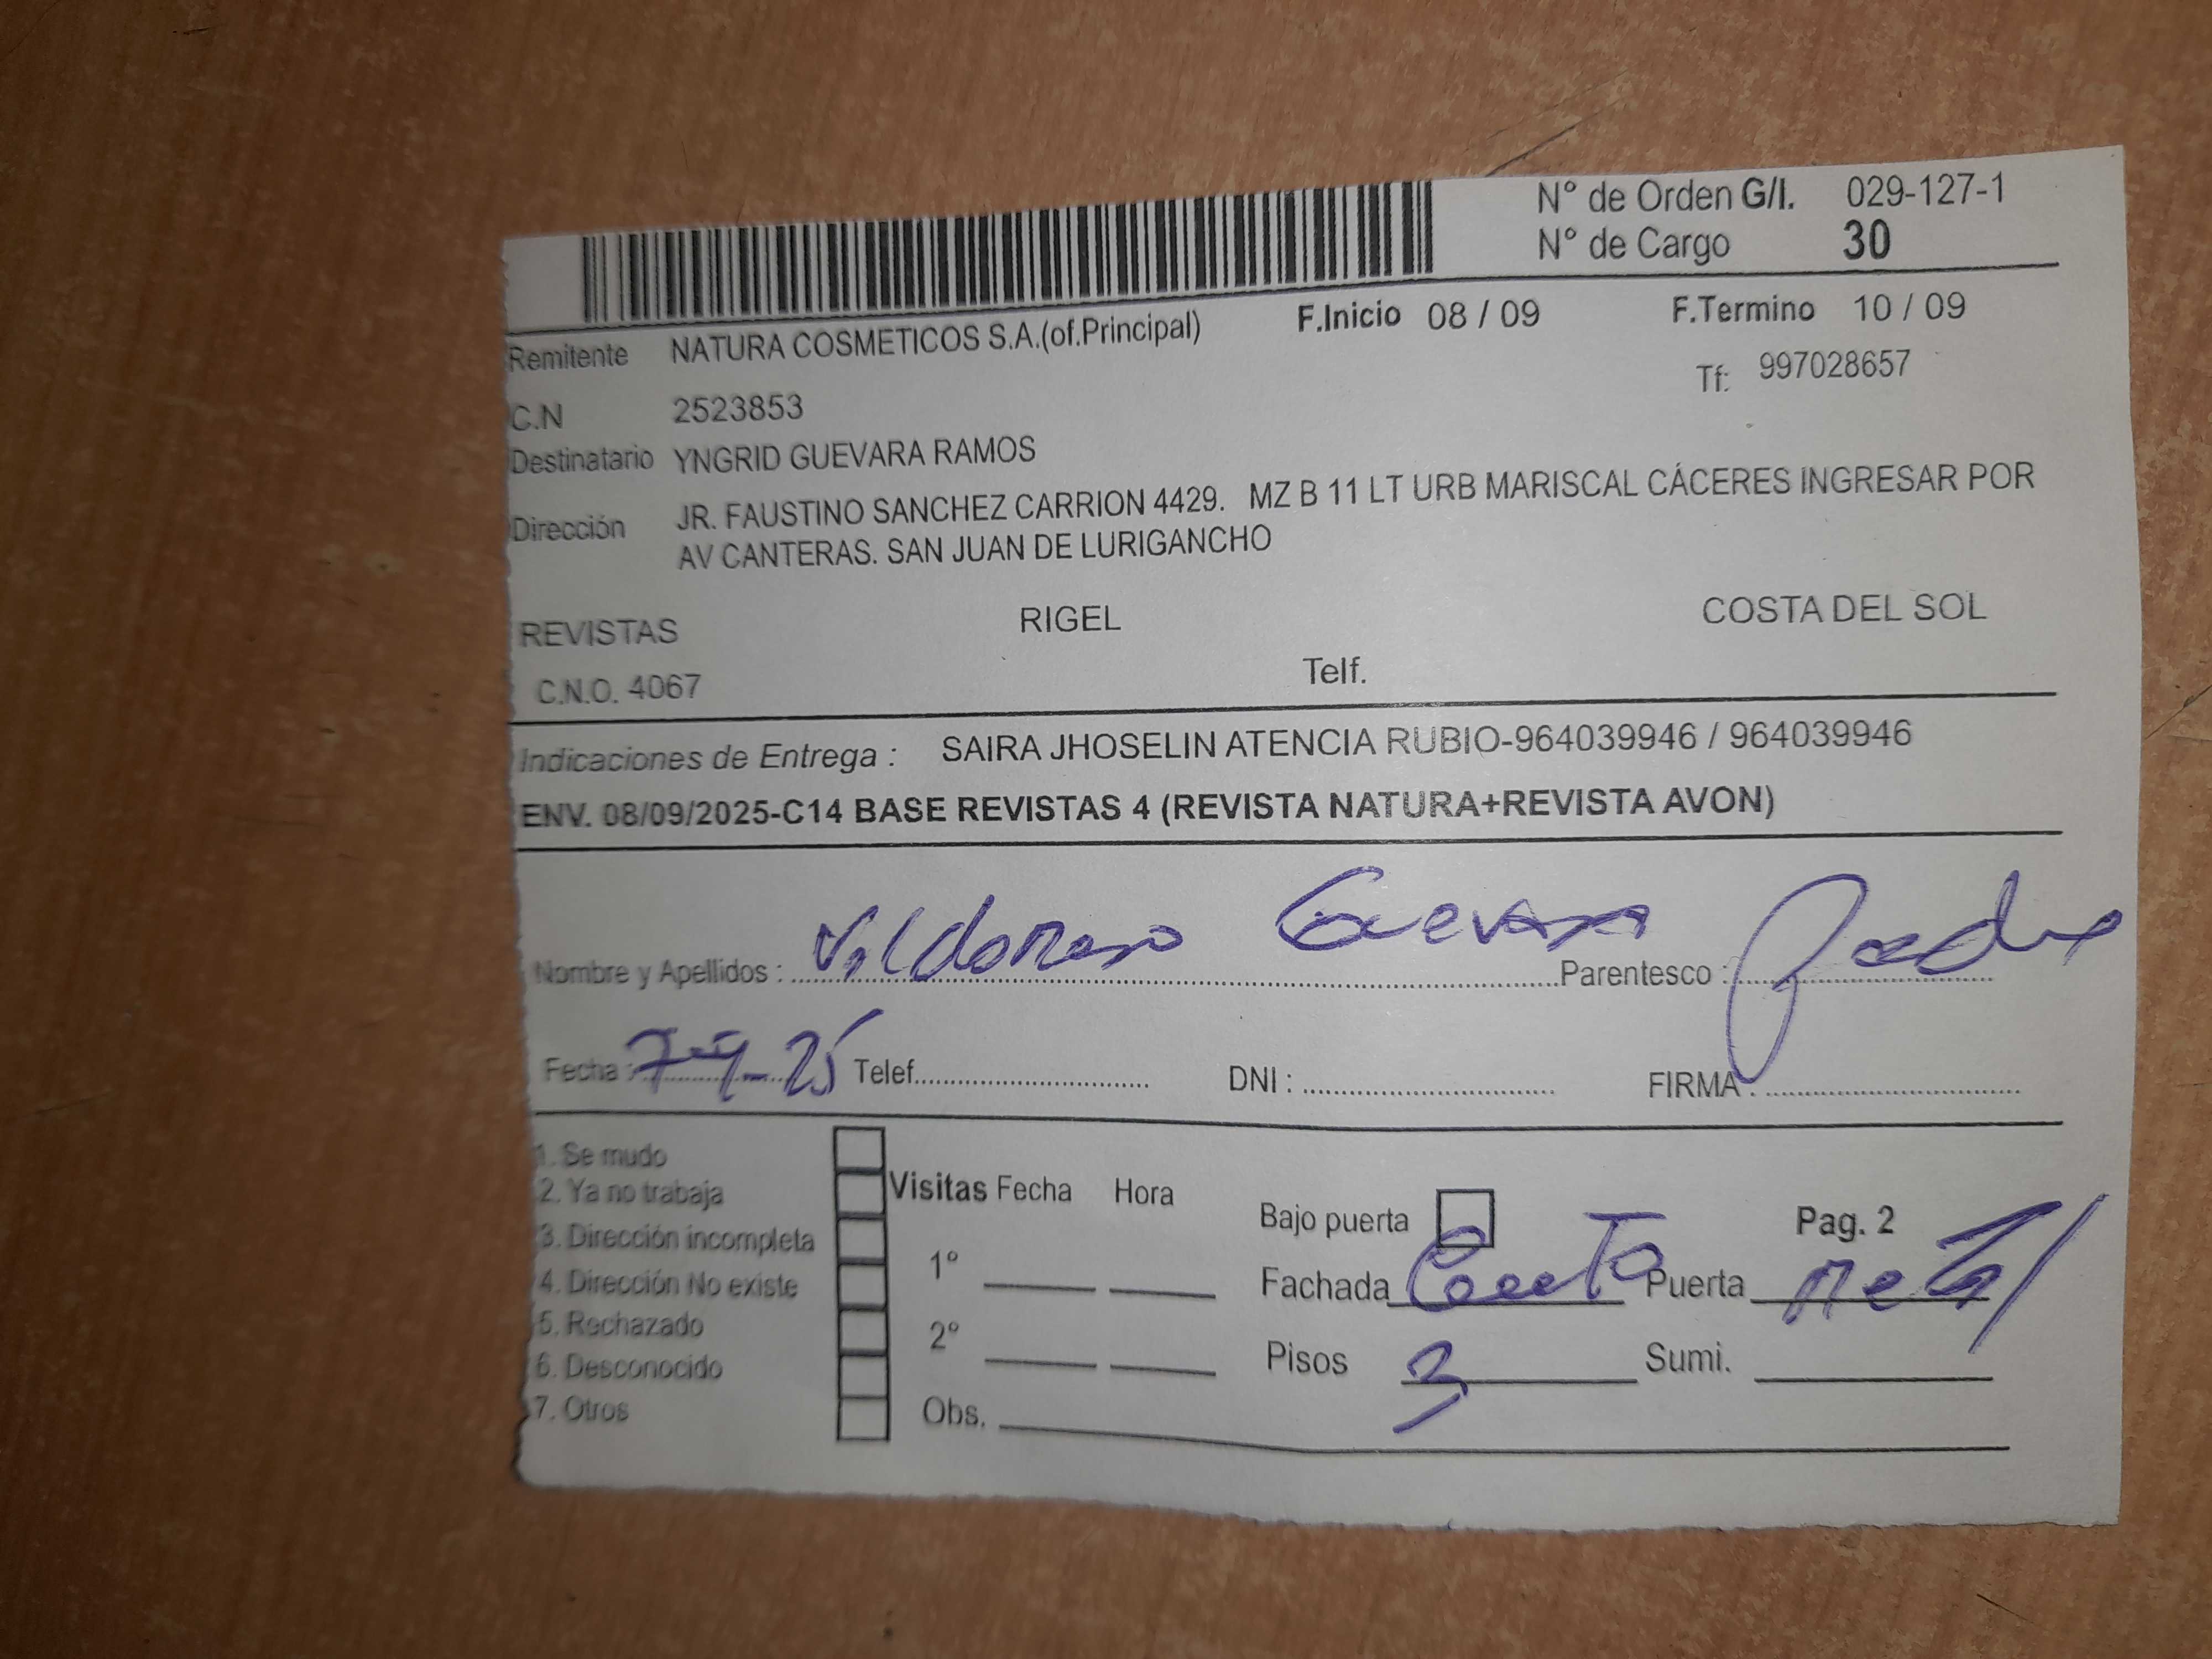 N° de Orden G/I. 029-127-1
N° de Cargo 30
Remitente NATURA COSMETICOS S.A.(of.Principal) F.Inicio 08 / 09 F.Termino 10 / 09
C.N 2523853 Tf: 997028657
Destinatario YNGRID GUEVARA RAMOS
Dirección JR. FAUSTINO SANCHEZ CARRION 4429. MZ B 11 LT URB MARISCAL CÁCERES INGRESAR POR
AV CANTERAS. SAN JUAN DE LURIGANCHO
REVISTAS RIGEL COSTA DEL SOL
C.N.O. 4067 Telf.
Indicaciones de Entrega : SAIRA JHOSELIN ATENCIA RUBIO-964039946 / 964039946
ENV. 08/09/2025-C14 BASE REVISTAS 4 (REVISTA NATURA+REVISTA AVON)
Nombre y Apellidos : Guevara Parentesco : Padre
Fecha : 7-9-25 Telef. DNI : FIRMA :
1. Se mudo
2. Ya no trabaja
3. Dirección incompleta
4. Dirección No existe
5. Rechazado
6. Desconocido
7. Otros
Visitas Fecha Hora
1°
2°
Obs.
Bajo puerta Pag. 2
Fachada Puerta Metal
Pisos 3 Sumi.